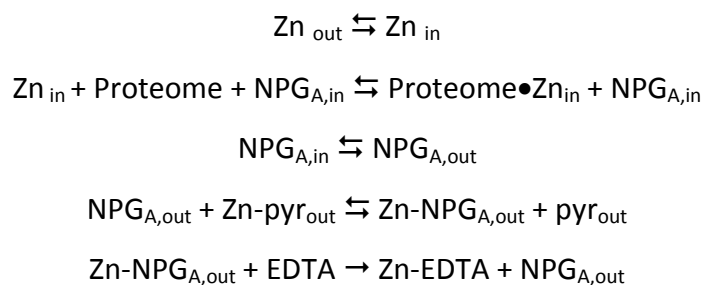 Zn out ⇆ Zn in
Zn in + Proteome + NPGA,in ⇆ Proteome●Znin + NPGA,in
NPGA,in ⇆ NPGA,out
NPGA,out + Zn-pyrout ⇆ Zn-NPGA,out + pyrout
Zn-NPGA,out + EDTA → Zn-EDTA + NPGA,out